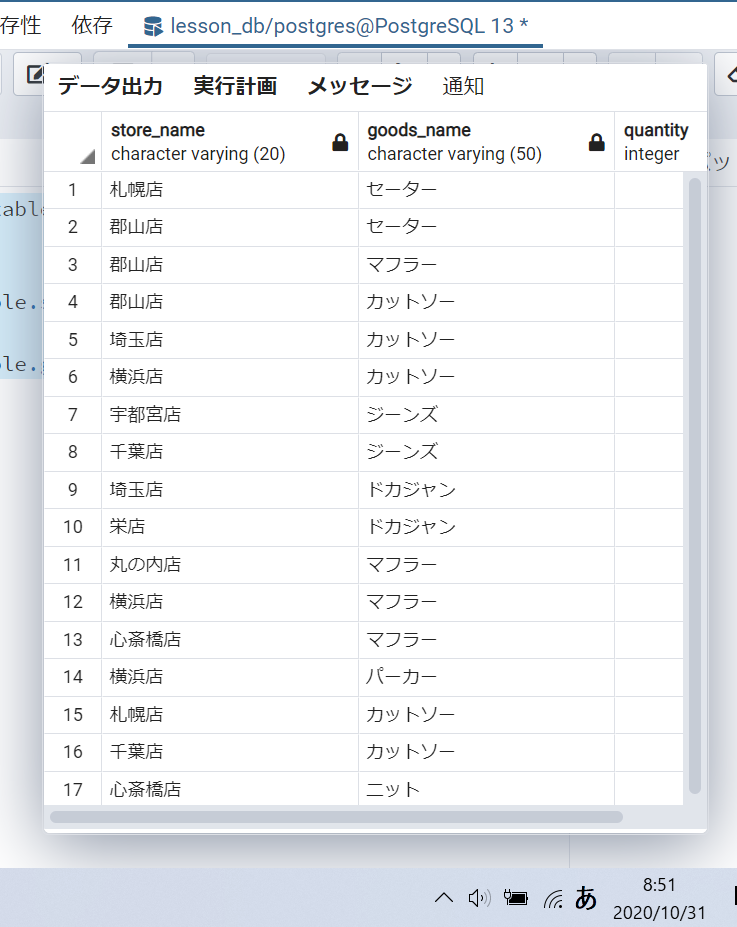 存性 依存 lesson_db/postgres@PostgreSQL 13 *
データ出力 実行計画 メッセージ 通知
store_name goods_name quantity
character varying (20) character varying (50) integer
1 札幌店 セーター
2 郡山店 セーター
3 郡山店 マフラー
4 郡山店 カットソー
5 埼玉店 カットソー
6 横浜店 カットソー
7 宇都宮店 ジーンズ
8 千葉店 ジーンズ
9 埼玉店 ドカジャン
10 栄店 ドカジャン
11 丸の内店 マフラー
12 横浜店 マフラー
13 心斎橋店 マフラー
14 横浜店 パーカー
15 札幌店 カットソー
16 千葉店 カットソー
17 心斎橋店 ニット
あ 8:51
2020/10/31